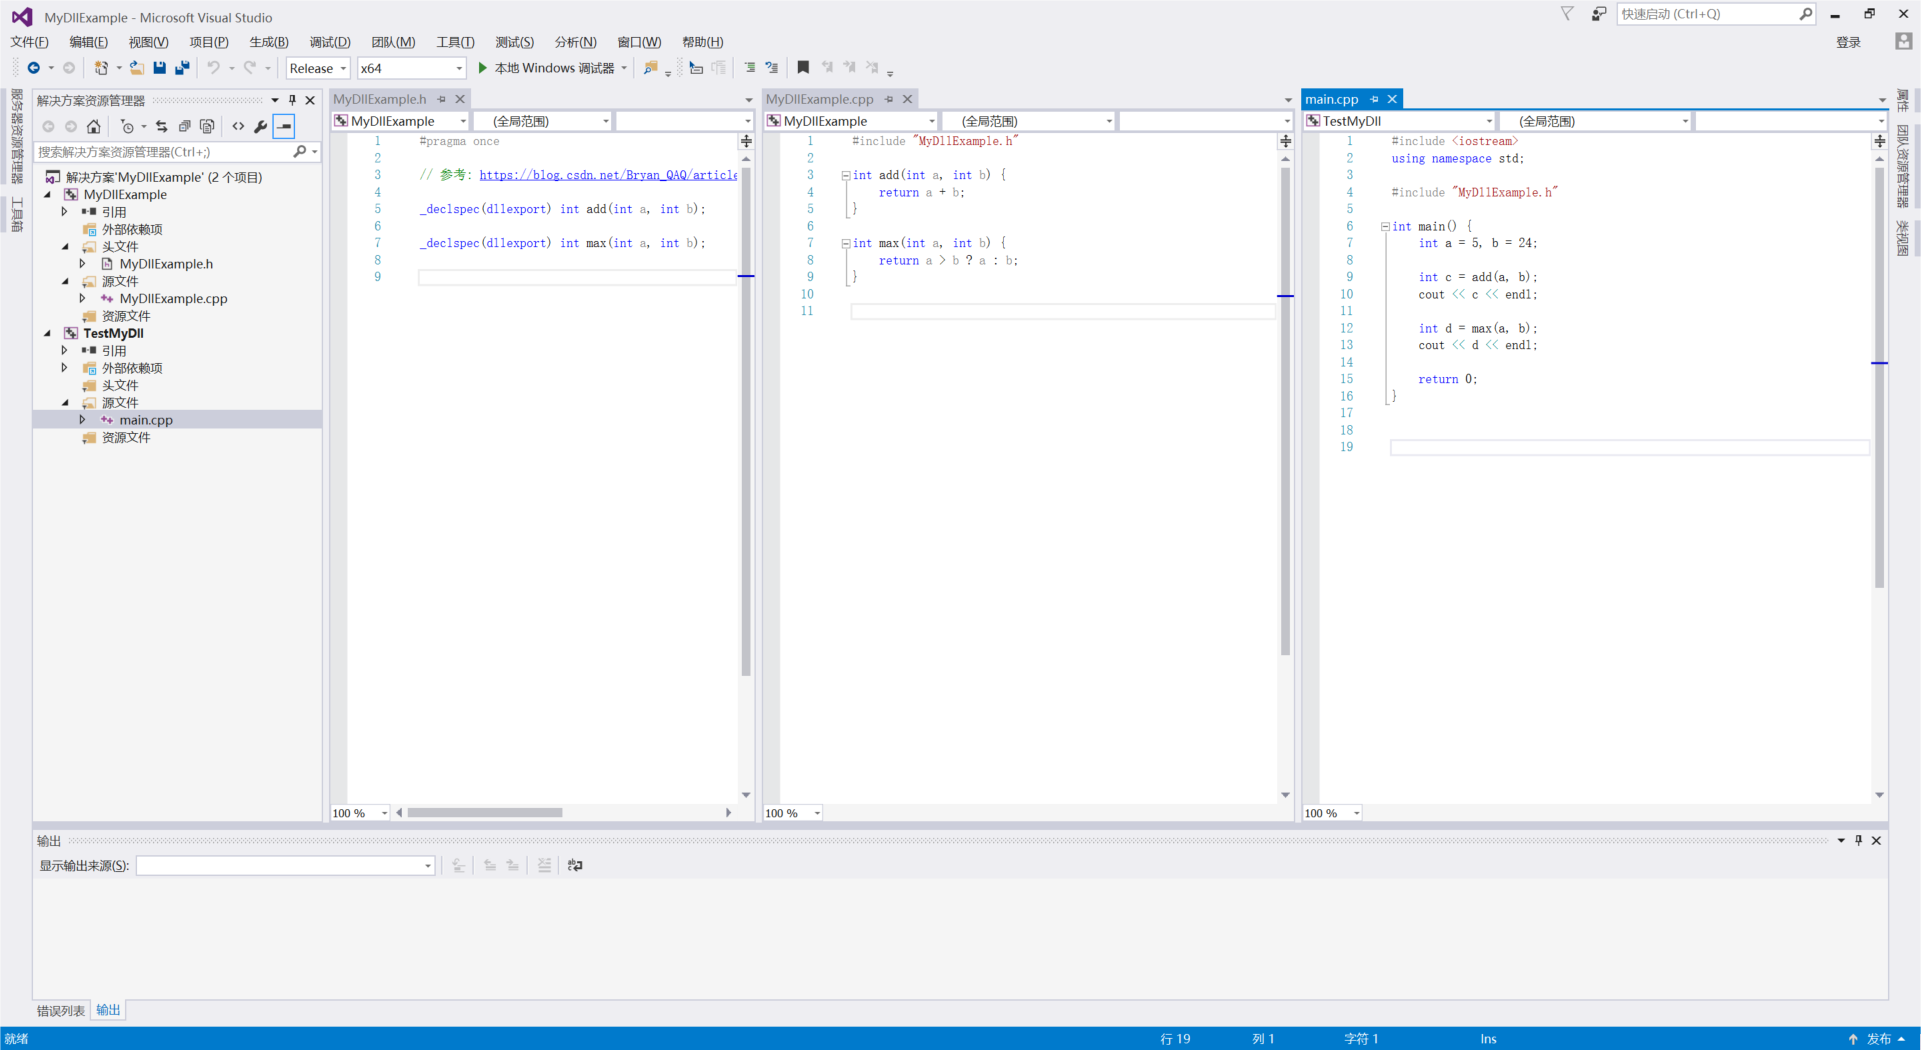 MyDllExample - Microsoft Visual Studio
快速启动 (Ctrl+Q)
文件(F) 编辑(E) 视图(V) 项目(P) 生成(B) 调试(D) 团队(M) 工具(T) 测试(S) 分析(N) 窗口(W) 帮助(H)
登录
Release x64 本地 Windows 调试器
服务器资源管理器
工具箱
解决方案资源管理器
搜索解决方案资源管理器(Ctrl+;)
解决方案'MyDllExample' (2 个项目)
MyDllExample
引用
外部依赖项
头文件
MyDllExample.h
源文件
MyDllExample.cpp
资源文件
TestMyDll
引用
外部依赖项
头文件
源文件
main.cpp
资源文件
MyDllExample.h
MyDllExample (全局范围)
1 #pragma once
2
3 // 参考: https://blog.csdn.net/Bryan_QAQ/article
4
5 _declspec(dllexport) int add(int a, int b);
6
7 _declspec(dllexport) int max(int a, int b);
8
9
100 %
MyDllExample.cpp
MyDllExample (全局范围)
1 #include "MyDllExample.h"
2
3 int add(int a, int b) {
4 return a + b;
5 }
6
7 int max(int a, int b) {
8 return a > b ? a : b;
9 }
10
11
100 %
main.cpp
TestMyDll (全局范围)
1 #include <iostream>
2 using namespace std;
3
4 #include "MyDllExample.h"
5
6 int main() {
7 int a = 5, b = 24;
8
9 int c = add(a, b);
10 cout << c << endl;
11
12 int d = max(a, b);
13 cout << d << endl;
14
15 return 0;
16 }
17
18
19
100 %
属性
团队资源管理器
类视图
输出
显示输出来源(S):
错误列表 输出
就绪 行 19 列 1 字符 1 Ins 发布